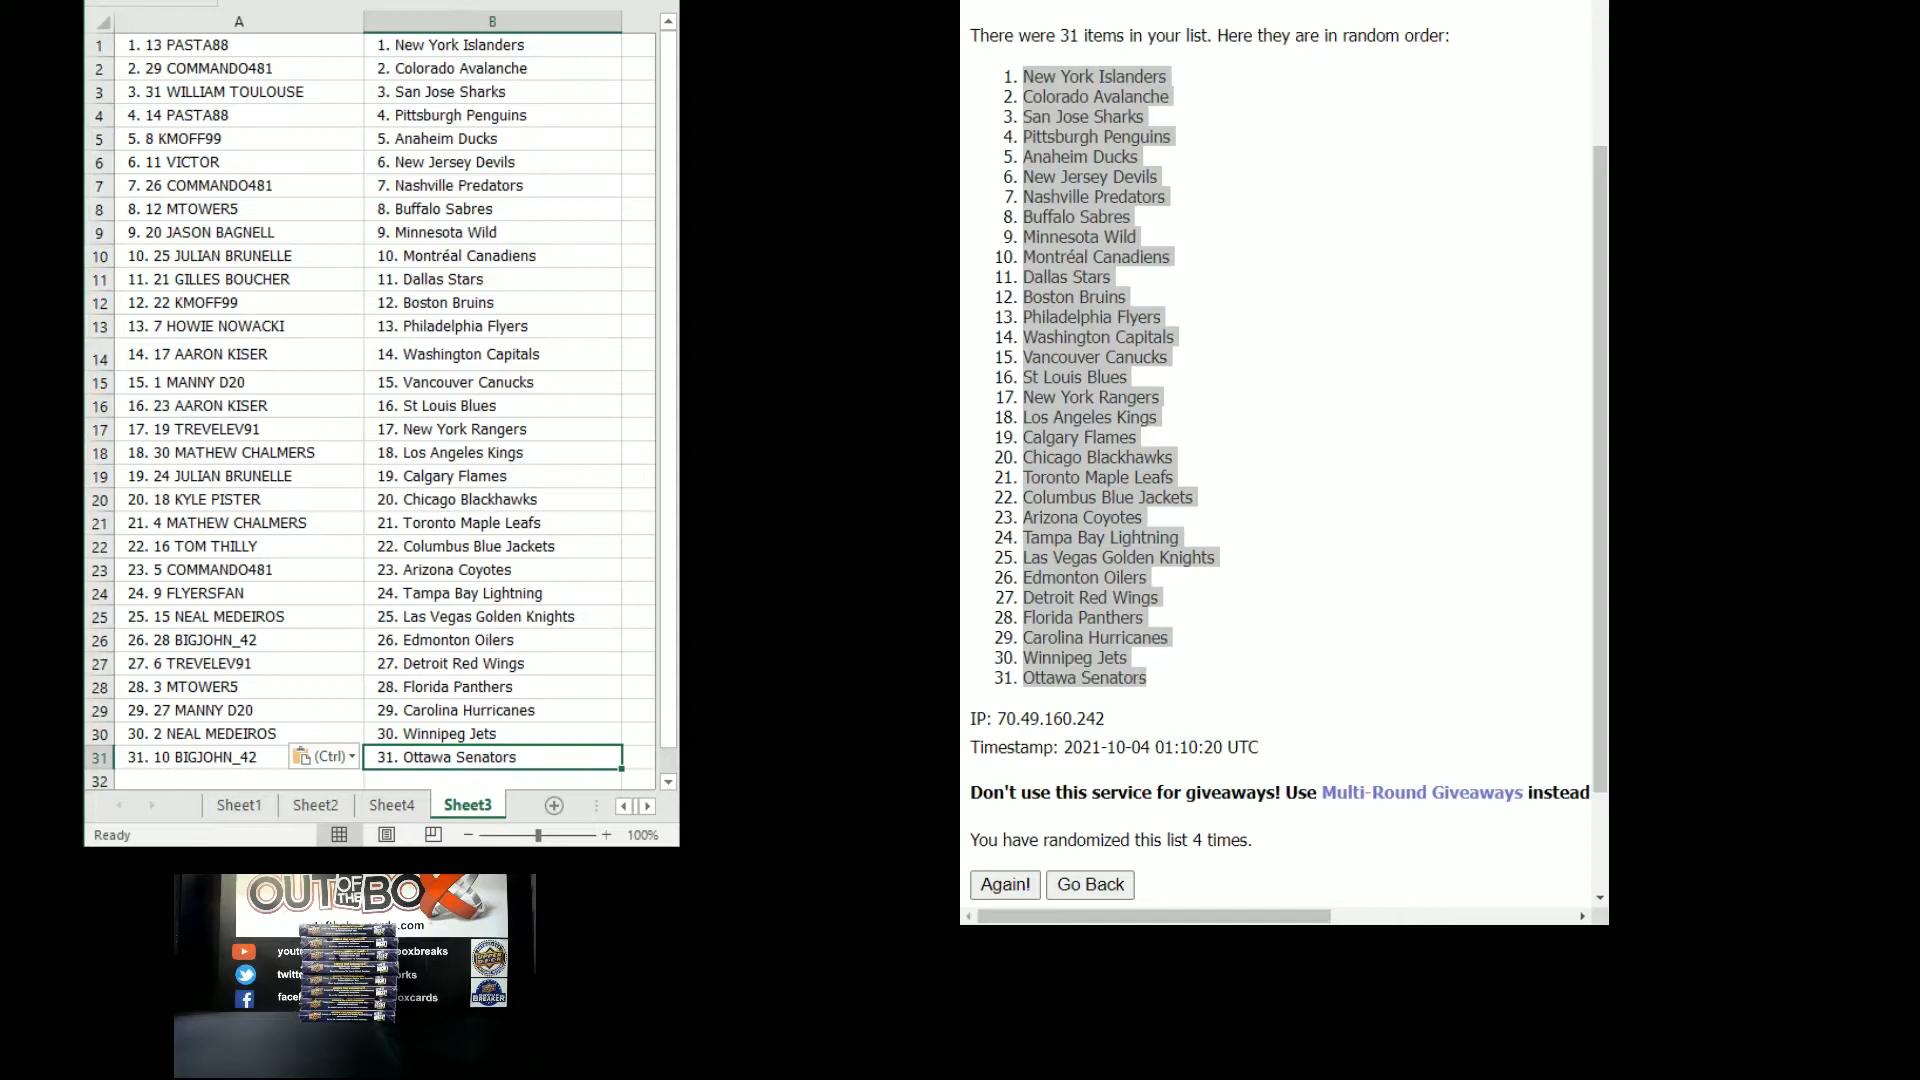 A B
1 1. 13 PASTA88 1. New York Islanders
2 2. 29 COMMANDO481 2. Colorado Avalanche
3 3. 31 WILLIAM TOULOUSE 3. San Jose Sharks
4 4. 14 PASTA88 4. Pittsburgh Penguins
5 5. 8 KMOFF99 5. Anaheim Ducks
6 6. 11 VICTOR 6. New Jersey Devils
7 7. 26 COMMANDO481 7. Nashville Predators
8 8. 12 MTOWER5 8. Buffalo Sabres
9 9. 20 JASON BAGNELL 9. Minnesota Wild
10 10. 25 JULIAN BRUNELLE 10. Montréal Canadiens
11 11. 21 GILLES BOUCHER 11. Dallas Stars
12 12. 22 KMOFF99 12. Boston Bruins
13 13. 7 HOWIE NOWACKI 13. Philadelphia Flyers
14 14. 17 AARON KISER 14. Washington Capitals
15 15. 1 MANNY D20 15. Vancouver Canucks
16 16. 23 AARON KISER 16. St Louis Blues
17 17. 19 TREVELEV91 17. New York Rangers
18 18. 30 MATHEW CHALMERS 18. Los Angeles Kings
19 19. 24 JULIAN BRUNELLE 19. Calgary Flames
20 20. 18 KYLE PISTER 20. Chicago Blackhawks
21 21. 4 MATHEW CHALMERS 21. Toronto Maple Leafs
22 22. 16 TOM THILLY 22. Columbus Blue Jackets
23 23. 5 COMMANDO481 23. Arizona Coyotes
24 24. 9 FLYERSFAN 24. Tampa Bay Lightning
25 25. 15 NEAL MEDEIROS 25. Las Vegas Golden Knights
26 26. 28 BIGJOHN_42 26. Edmonton Oilers
27 27. 6 TREVELEV91 27. Detroit Red Wings
28 28. 3 MTOWER5 28. Florida Panthers
29 29. 27 MANNY D20 29. Carolina Hurricanes
30 30. 2 NEAL MEDEIROS 30. Winnipeg Jets
31 31. 10 BIGJOHN_42 (Ctrl) 31. Ottawa Senators
32
Sheet1 Sheet2 Sheet4 Sheet3
Ready 100%
OUT OF THE BOX
.com
yout oxbreaks
twitt rks
face oxcards
UPPER DECK
BREAKER
There were 31 items in your list. Here they are in random order:
1. New York Islanders
2. Colorado Avalanche
3. San Jose Sharks
4. Pittsburgh Penguins
5. Anaheim Ducks
6. New Jersey Devils
7. Nashville Predators
8. Buffalo Sabres
9. Minnesota Wild
10. Montréal Canadiens
11. Dallas Stars
12. Boston Bruins
13. Philadelphia Flyers
14. Washington Capitals
15. Vancouver Canucks
16. St Louis Blues
17. New York Rangers
18. Los Angeles Kings
19. Calgary Flames
20. Chicago Blackhawks
21. Toronto Maple Leafs
22. Columbus Blue Jackets
23. Arizona Coyotes
24. Tampa Bay Lightning
25. Las Vegas Golden Knights
26. Edmonton Oilers
27. Detroit Red Wings
28. Florida Panthers
29. Carolina Hurricanes
30. Winnipeg Jets
31. Ottawa Senators
IP: 70.49.160.242
Timestamp: 2021-10-04 01:10:20 UTC
Don't use this service for giveaways! Use Multi-Round Giveaways instead
You have randomized this list 4 times.
Again! Go Back